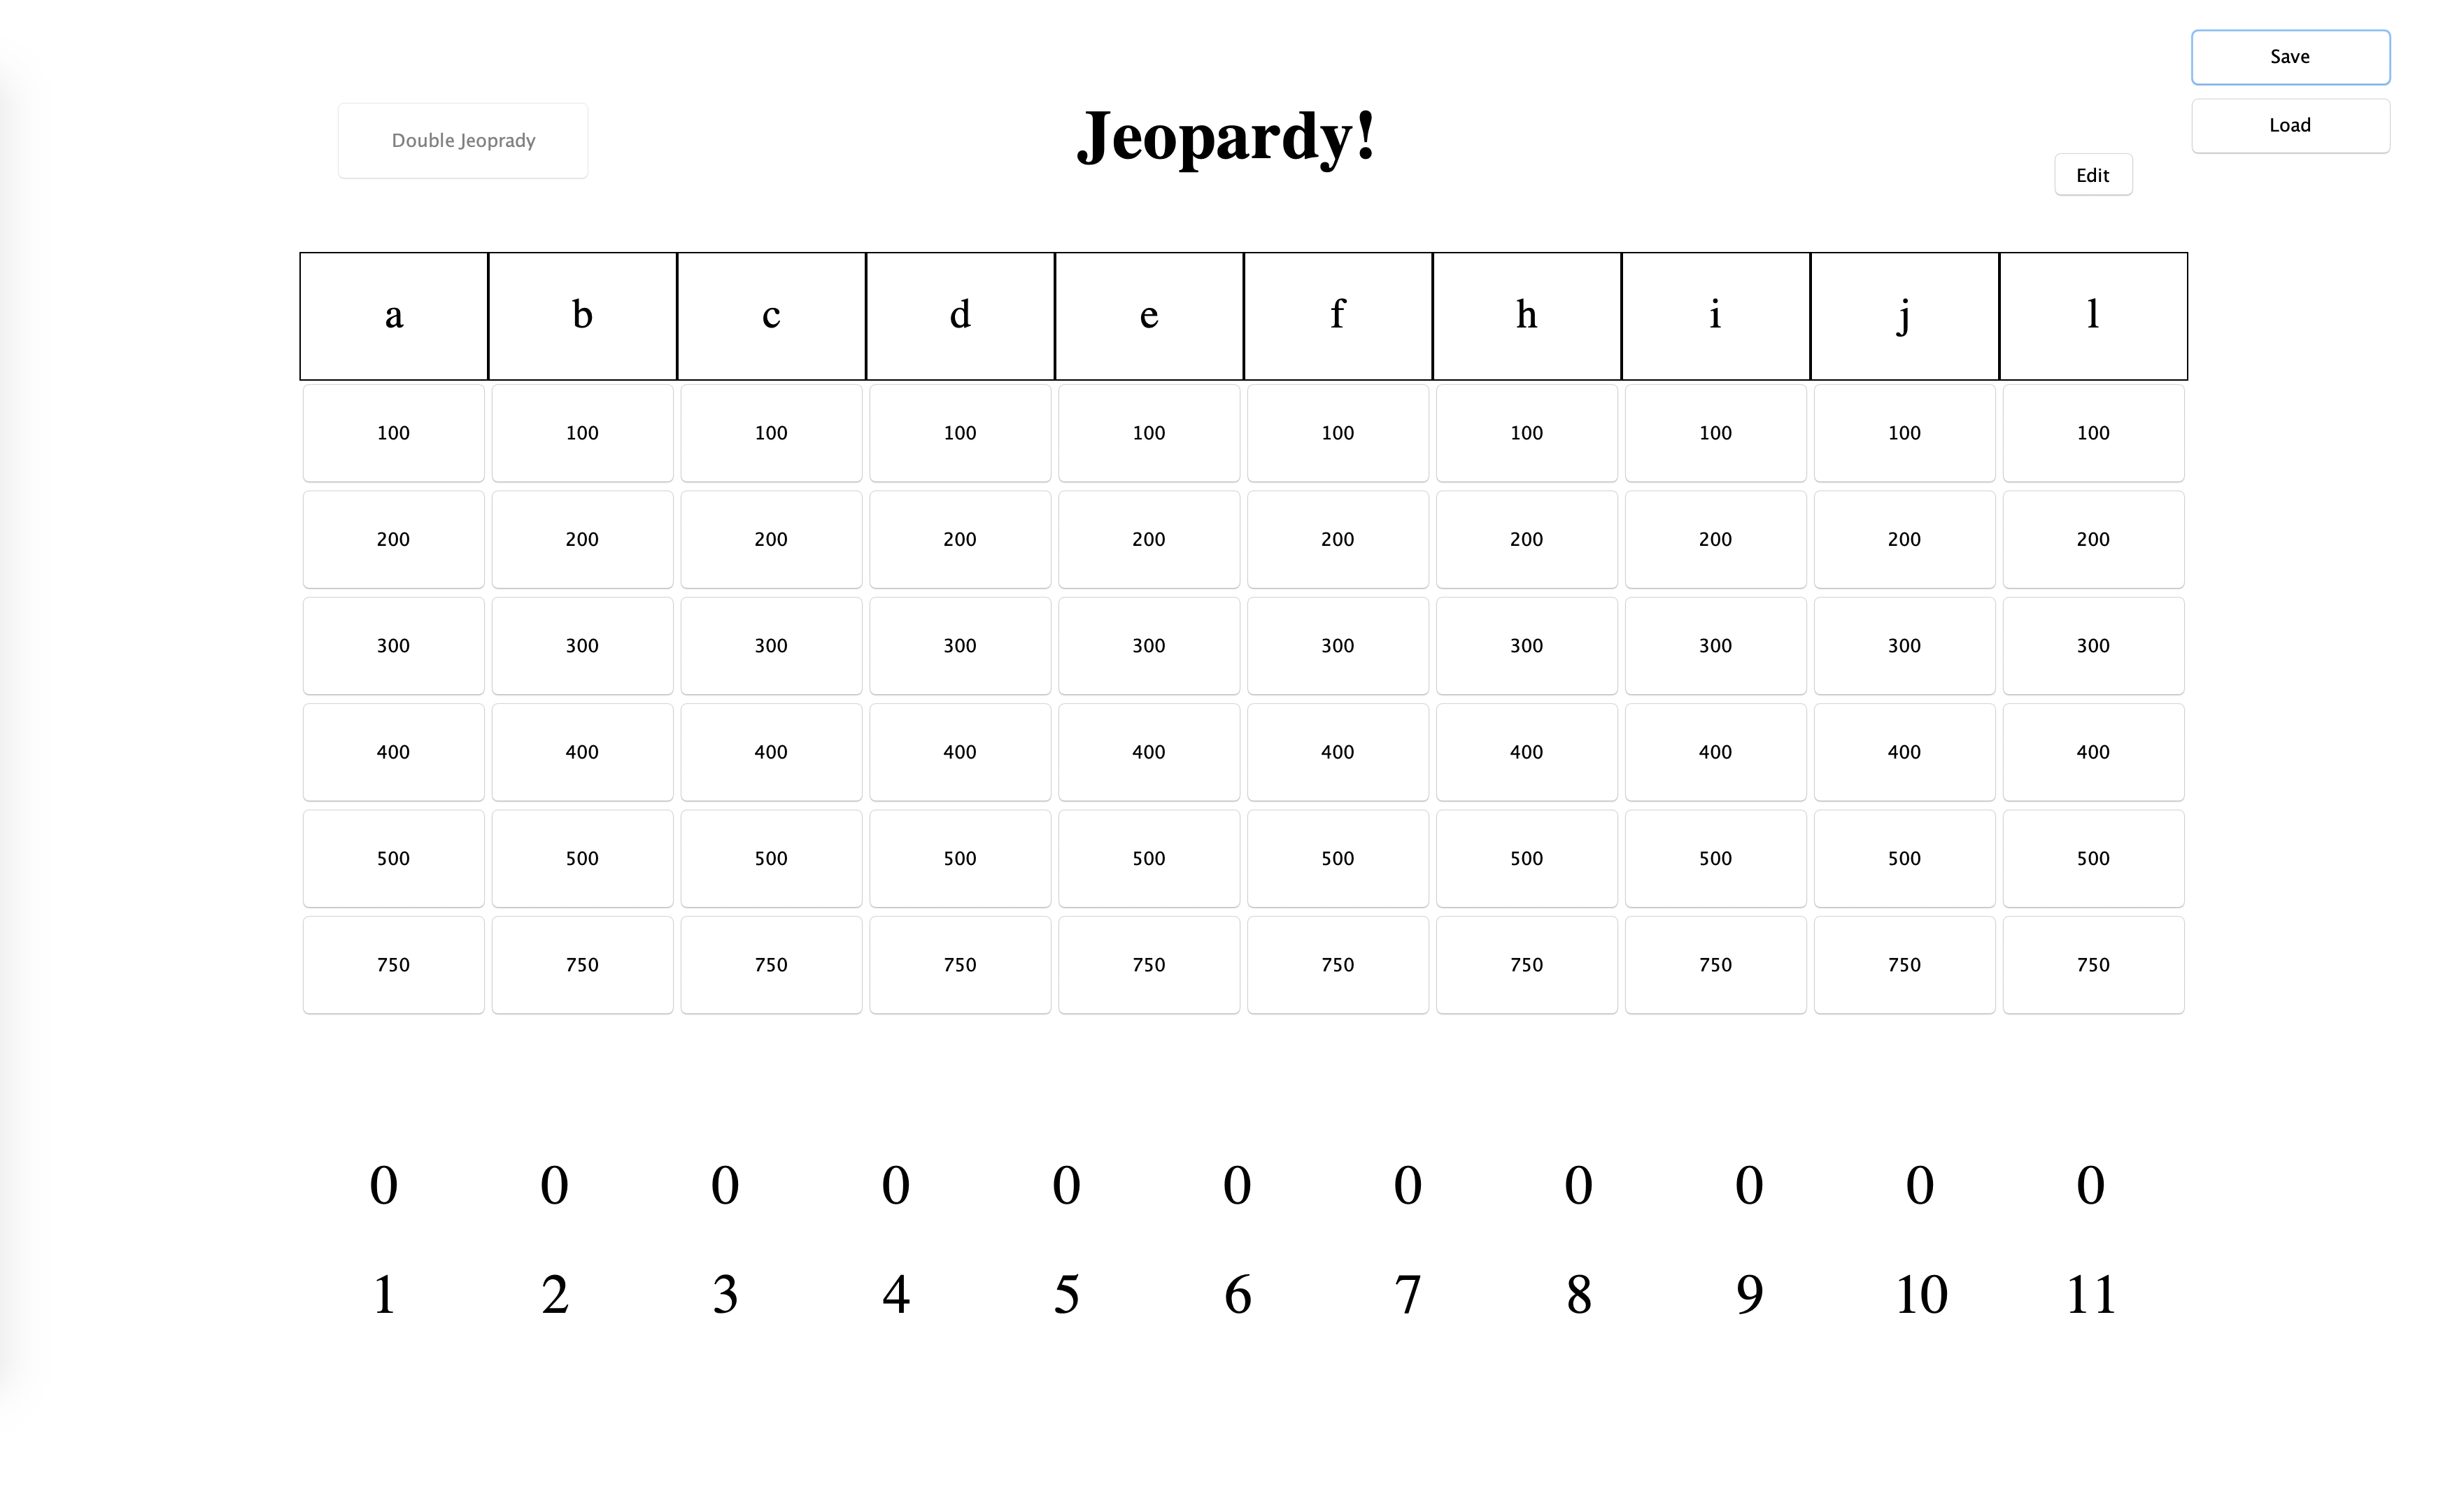 Save
Double Jeoprady
Jeopardy!
Load
Edit
a b c d e f h i j l
100 100 100 100 100 100 100 100 100 100
200 200 200 200 200 200 200 200 200 200
300 300 300 300 300 300 300 300 300 300
400 400 400 400 400 400 400 400 400 400
500 500 500 500 500 500 500 500 500 500
750 750 750 750 750 750 750 750 750 750
0 0 0 0 0 0 0 0 0 0 0
1 2 3 4 5 6 7 8 9 10 11